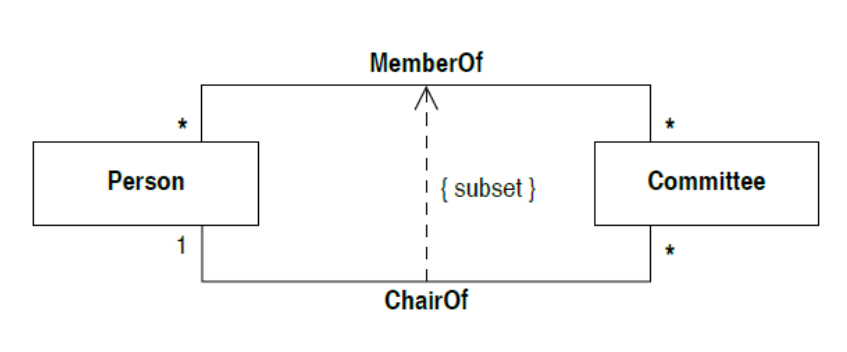 MemberOf
* *
Person { subset } Committee
1 *
ChairOf